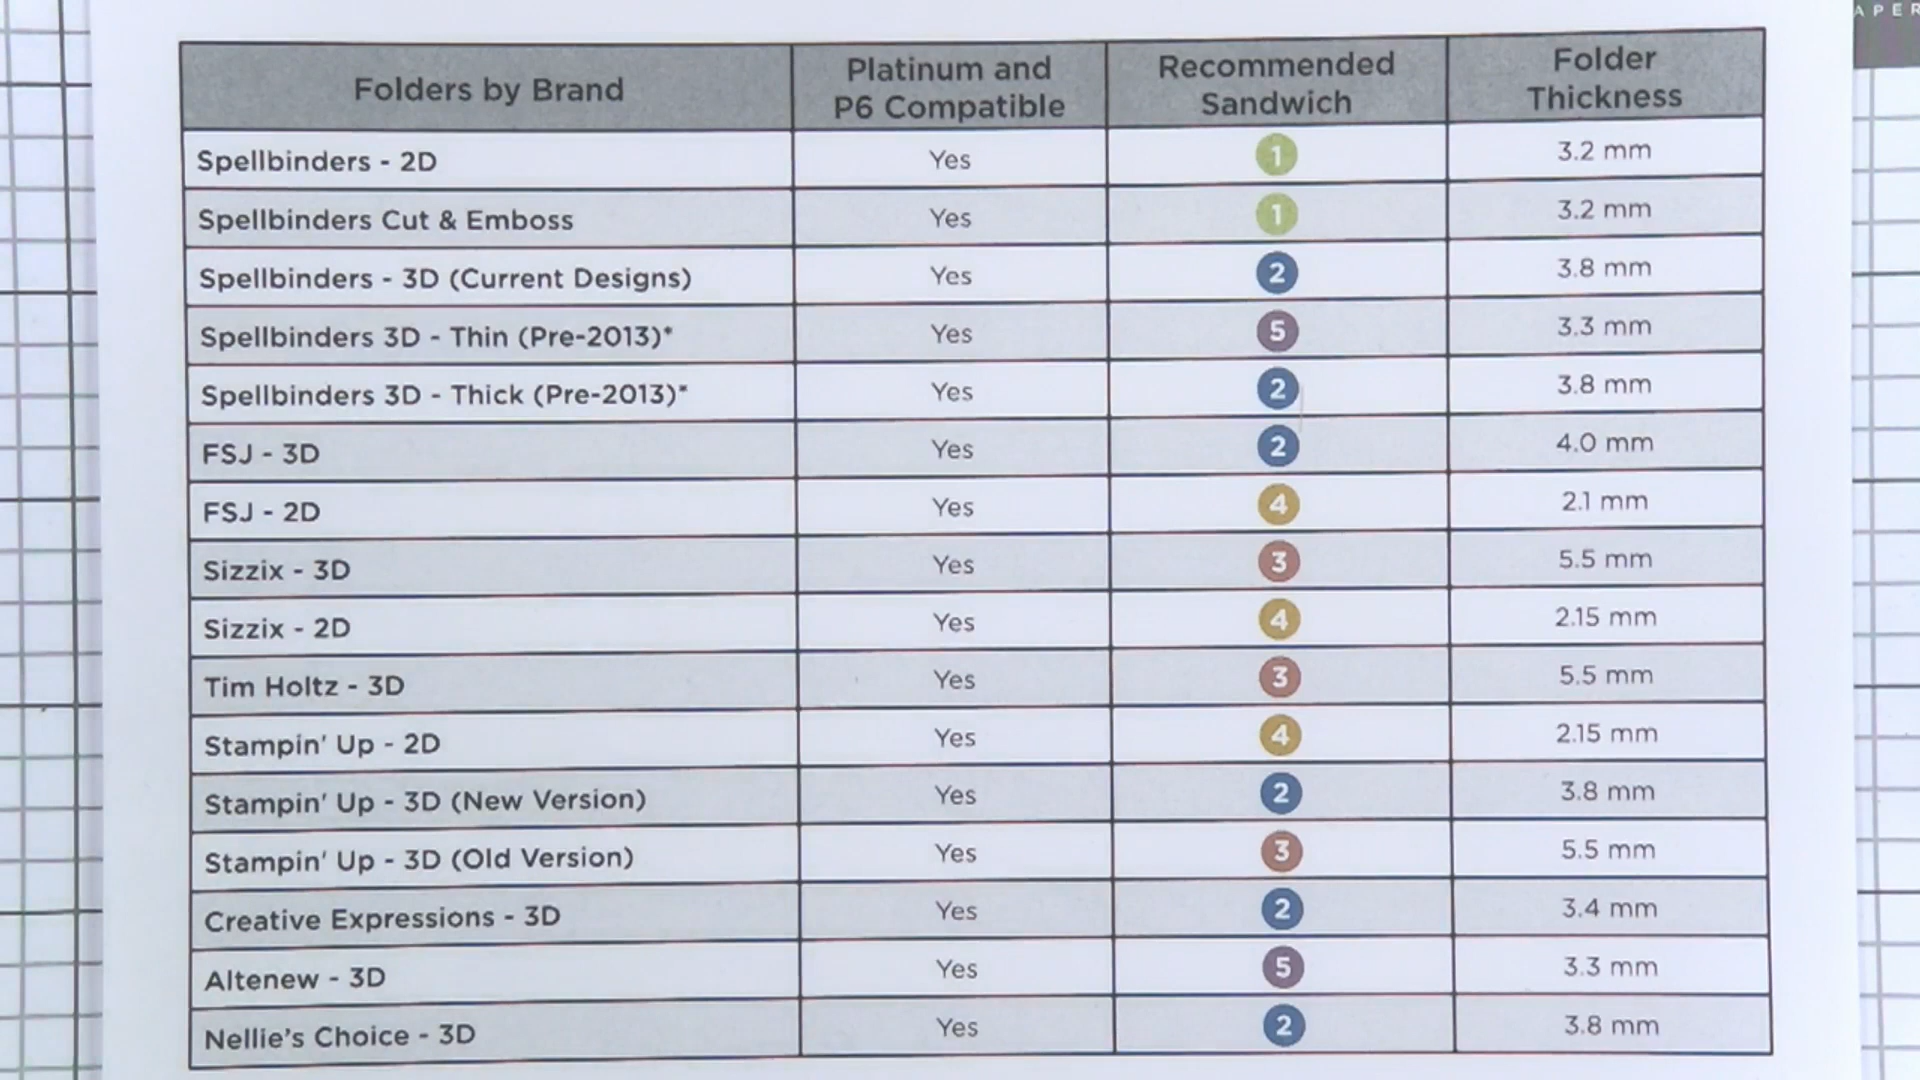 APER
Folders by Brand | Platinum and P6 Compatible | Recommended Sandwich | Folder Thickness
Spellbinders - 2D | Yes | 1 | 3.2 mm
Spellbinders Cut & Emboss | Yes | 1 | 3.2 mm
Spellbinders - 3D (Current Designs) | Yes | 2 | 3.8 mm
Spellbinders 3D - Thin (Pre-2013)* | Yes | 5 | 3.3 mm
Spellbinders 3D - Thick (Pre-2013)* | Yes | 2 | 3.8 mm
FSJ - 3D | Yes | 2 | 4.0 mm
FSJ - 2D | Yes | 4 | 2.1 mm
Sizzix - 3D | Yes | 3 | 5.5 mm
Sizzix - 2D | Yes | 4 | 2.15 mm
Tim Holtz - 3D | Yes | 3 | 5.5 mm
Stampin' Up - 2D | Yes | 4 | 2.15 mm
Stampin' Up - 3D (New Version) | Yes | 2 | 3.8 mm
Stampin' Up - 3D (Old Version) | Yes | 3 | 5.5 mm
Creative Expressions - 3D | Yes | 2 | 3.4 mm
Altenew - 3D | Yes | 5 | 3.3 mm
Nellie's Choice - 3D | Yes | 2 | 3.8 mm